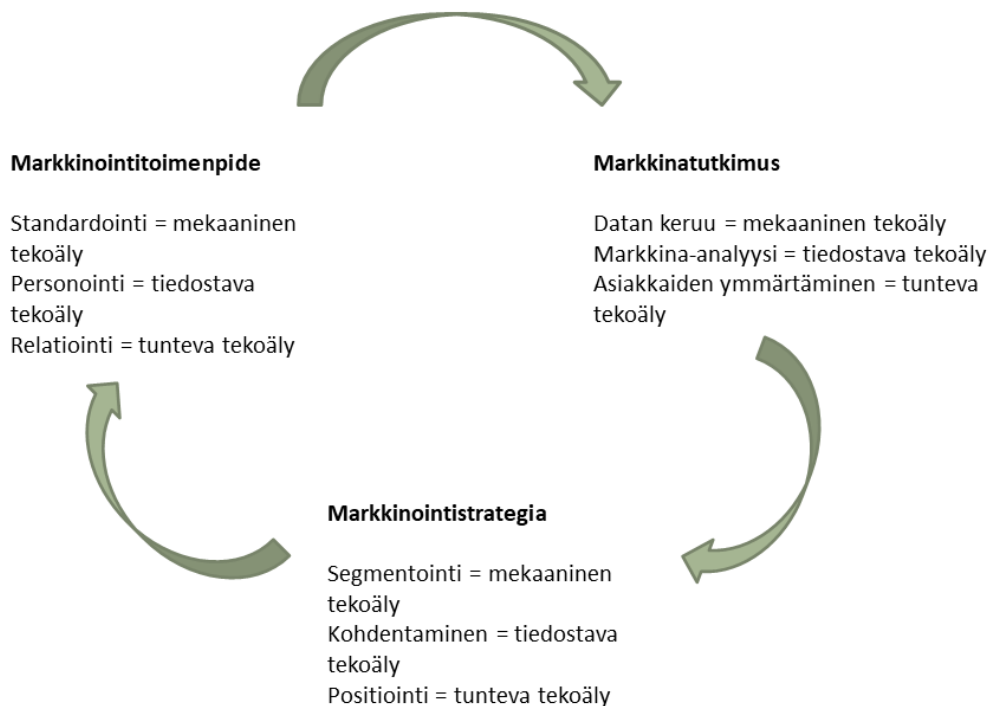 Markkinointitoimenpide
Standardointi = mekaaninen
tekoäly
Personointi = tiedostava
tekoäly
Relatiointi = tunteva tekoäly
Markkinatutkimus
Datan keruu = mekaaninen tekoäly
Markkina-analyysi = tiedostava tekoäly
Asiakkaiden ymmärtäminen = tunteva
tekoäly
Markkinointistrategia
Segmentointi = mekaaninen
tekoäly
Kohdentaminen = tiedostava
tekoäly
Positiointi = tunteva tekoäly